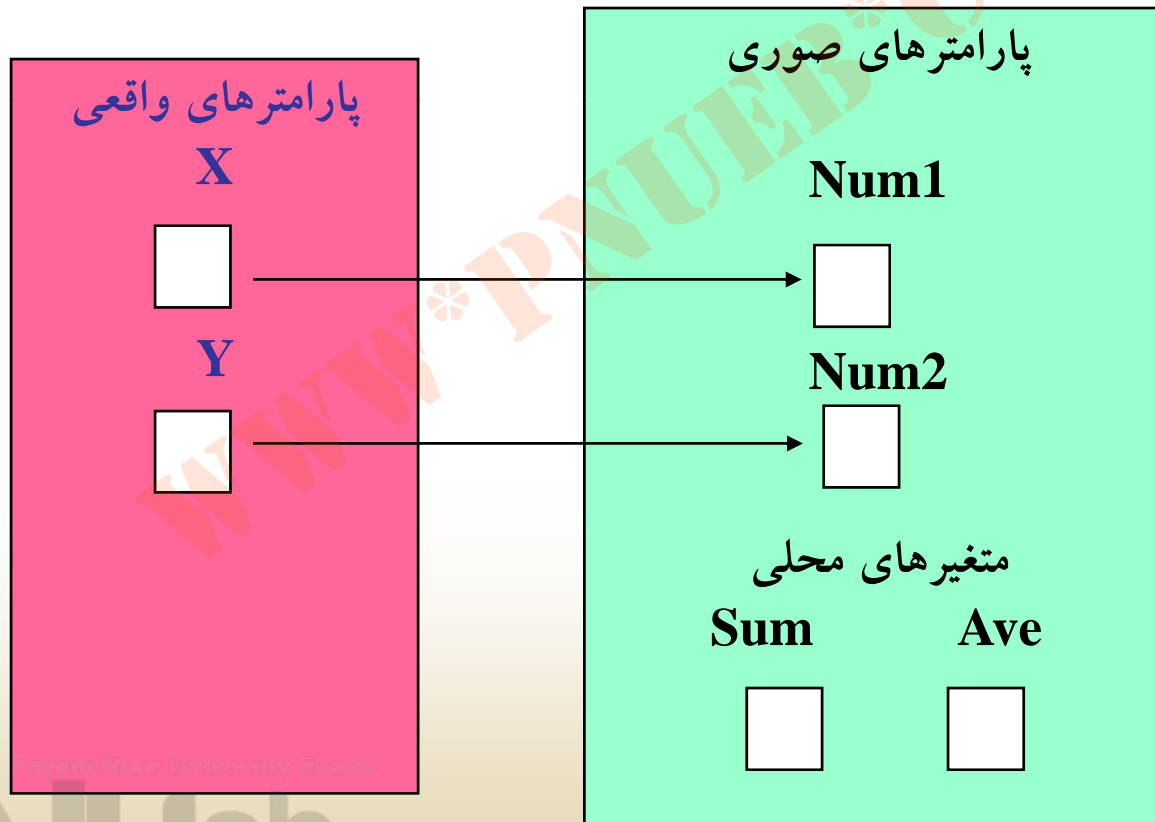 پارامترهای صوری
پارامترهای واقعی
X
Num1
Y
Num2
متغیرهای محلی
Sum Ave
WWW*PNUEB*